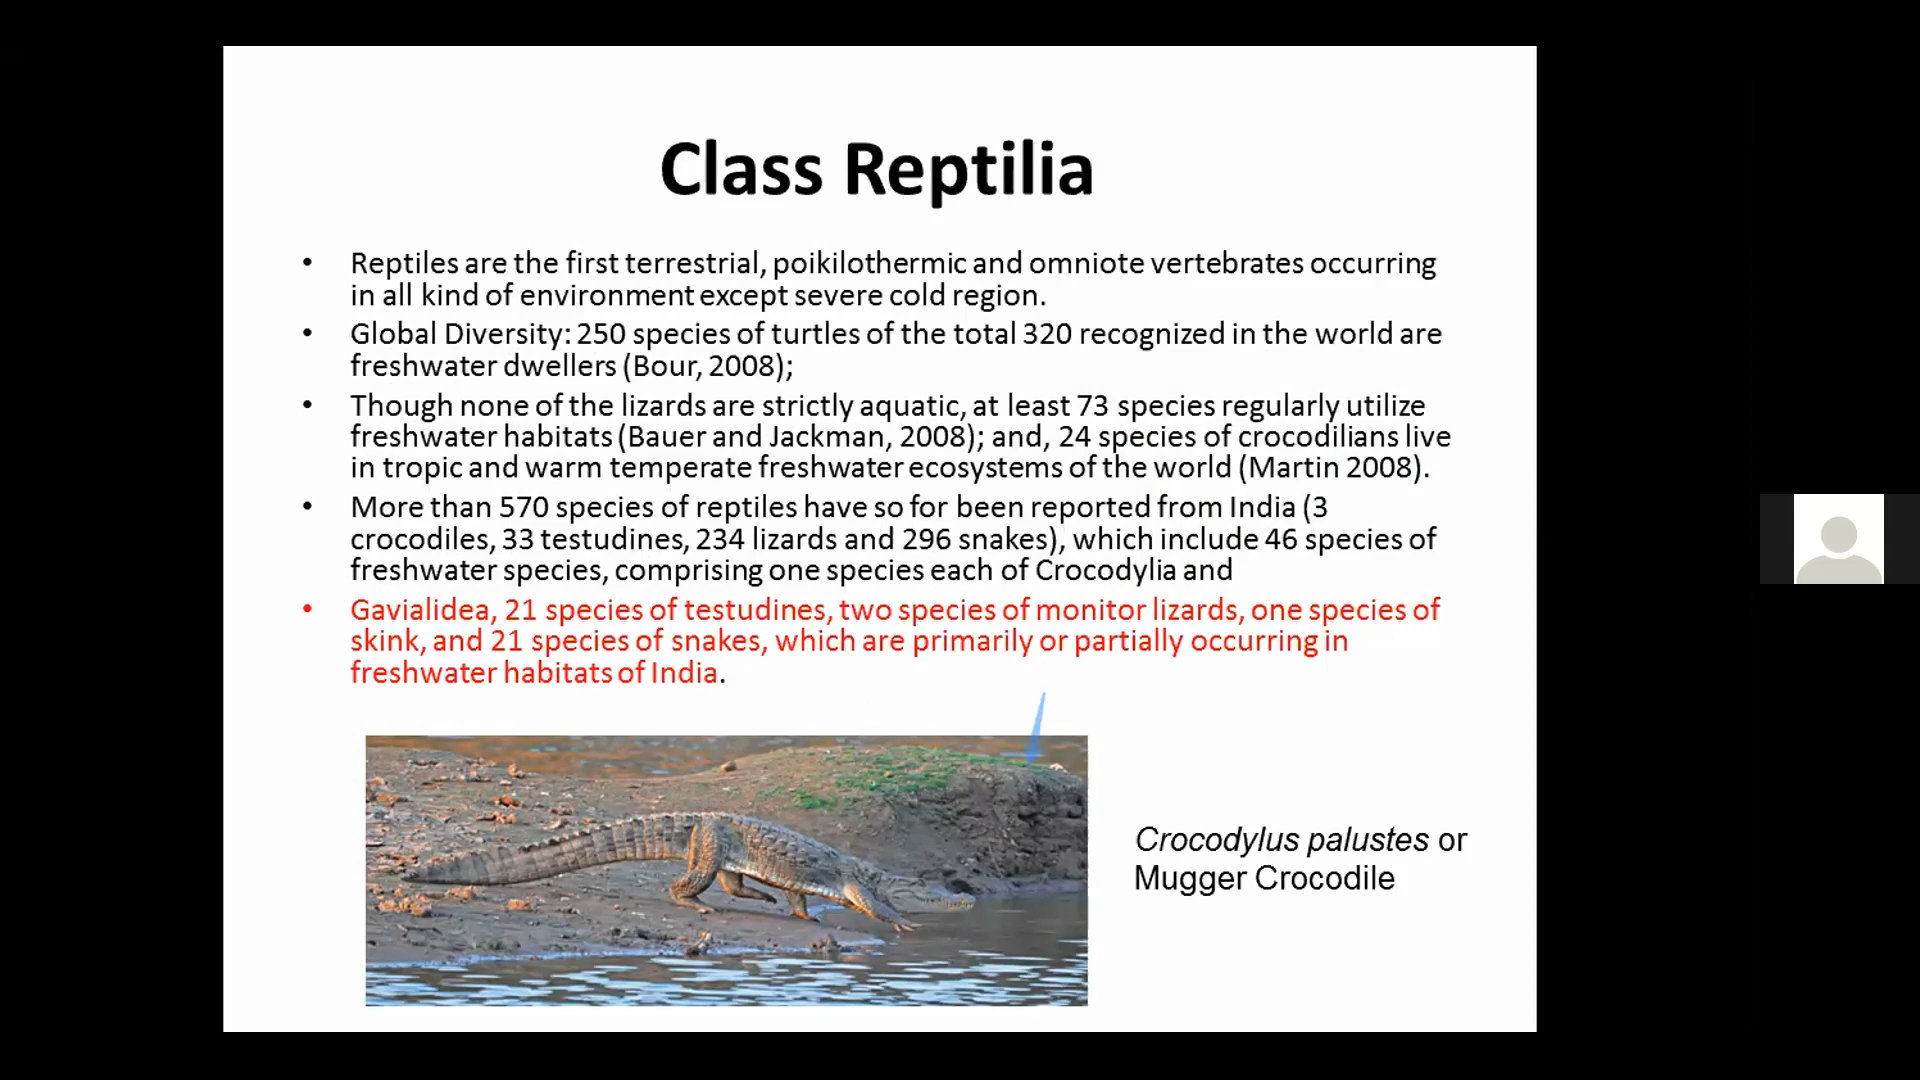 Class Reptilia
• Reptiles are the first terrestrial, poikilothermic and omniote vertebrates occurring
in all kind of environment except severe cold region.
• Global Diversity: 250 species of turtles of the total 320 recognized in the world are
freshwater dwellers (Bour, 2008);
• Though none of the lizards are strictly aquatic, at least 73 species regularly utilize
freshwater habitats (Bauer and Jackman, 2008); and, 24 species of crocodilians live
in tropic and warm temperate freshwater ecosystems of the world (Martin 2008).
• More than 570 species of reptiles have so for been reported from India (3
crocodiles, 33 testudines, 234 lizards and 296 snakes), which include 46 species of
freshwater species, comprising one species each of Crocodylia and
• Gavialidea, 21 species of testudines, two species of monitor lizards, one species of
skink, and 21 species of snakes, which are primarily or partially occurring in
freshwater habitats of India.
Crocodylus palustes or
Mugger Crocodile